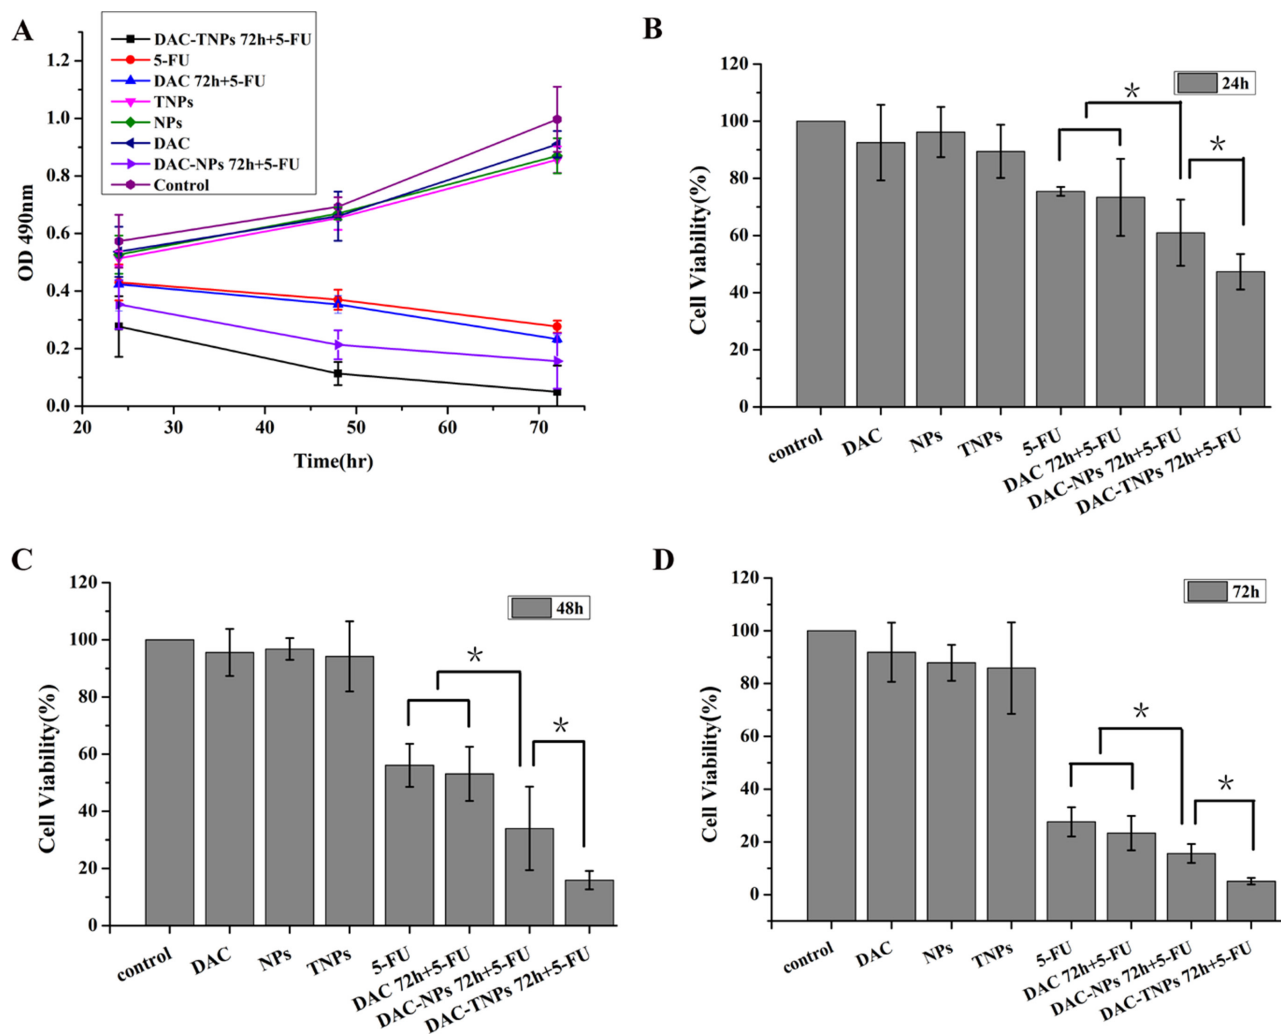 A
DAC-TNPs 72h+5-FU
5-FU
DAC 72h+5-FU
TNPs
NPs
DAC
DAC-NPs 72h+5-FU
Control
1.2
1.0
0.8
0.6
0.4
0.2
0.0
OD 490nm
20
30
40
50
60
70
Time(hr)
B
24h
120
100
80
60
40
20
0
Cell Viability(%)
*
*
control
DAC
NPs
TNPs
5-FU
DAC 72h+5-FU
DAC-NPs 72h+5-FU
DAC-TNPs 72h+5-FU
C
48h
120
100
80
60
40
20
0
Cell Viability(%)
*
*
control
DAC
NPs
TNPs
5-FU
DAC 72h+5-FU
DAC-NPs 72h+5-FU
DAC-TNPs 72h+5-FU
D
72h
120
100
80
60
40
20
0
Cell Viability(%)
*
*
control
DAC
NPs
TNPs
5-FU
DAC 72h+5-FU
DAC-NPs 72h+5-FU
DAC-TNPs 72h+5-FU